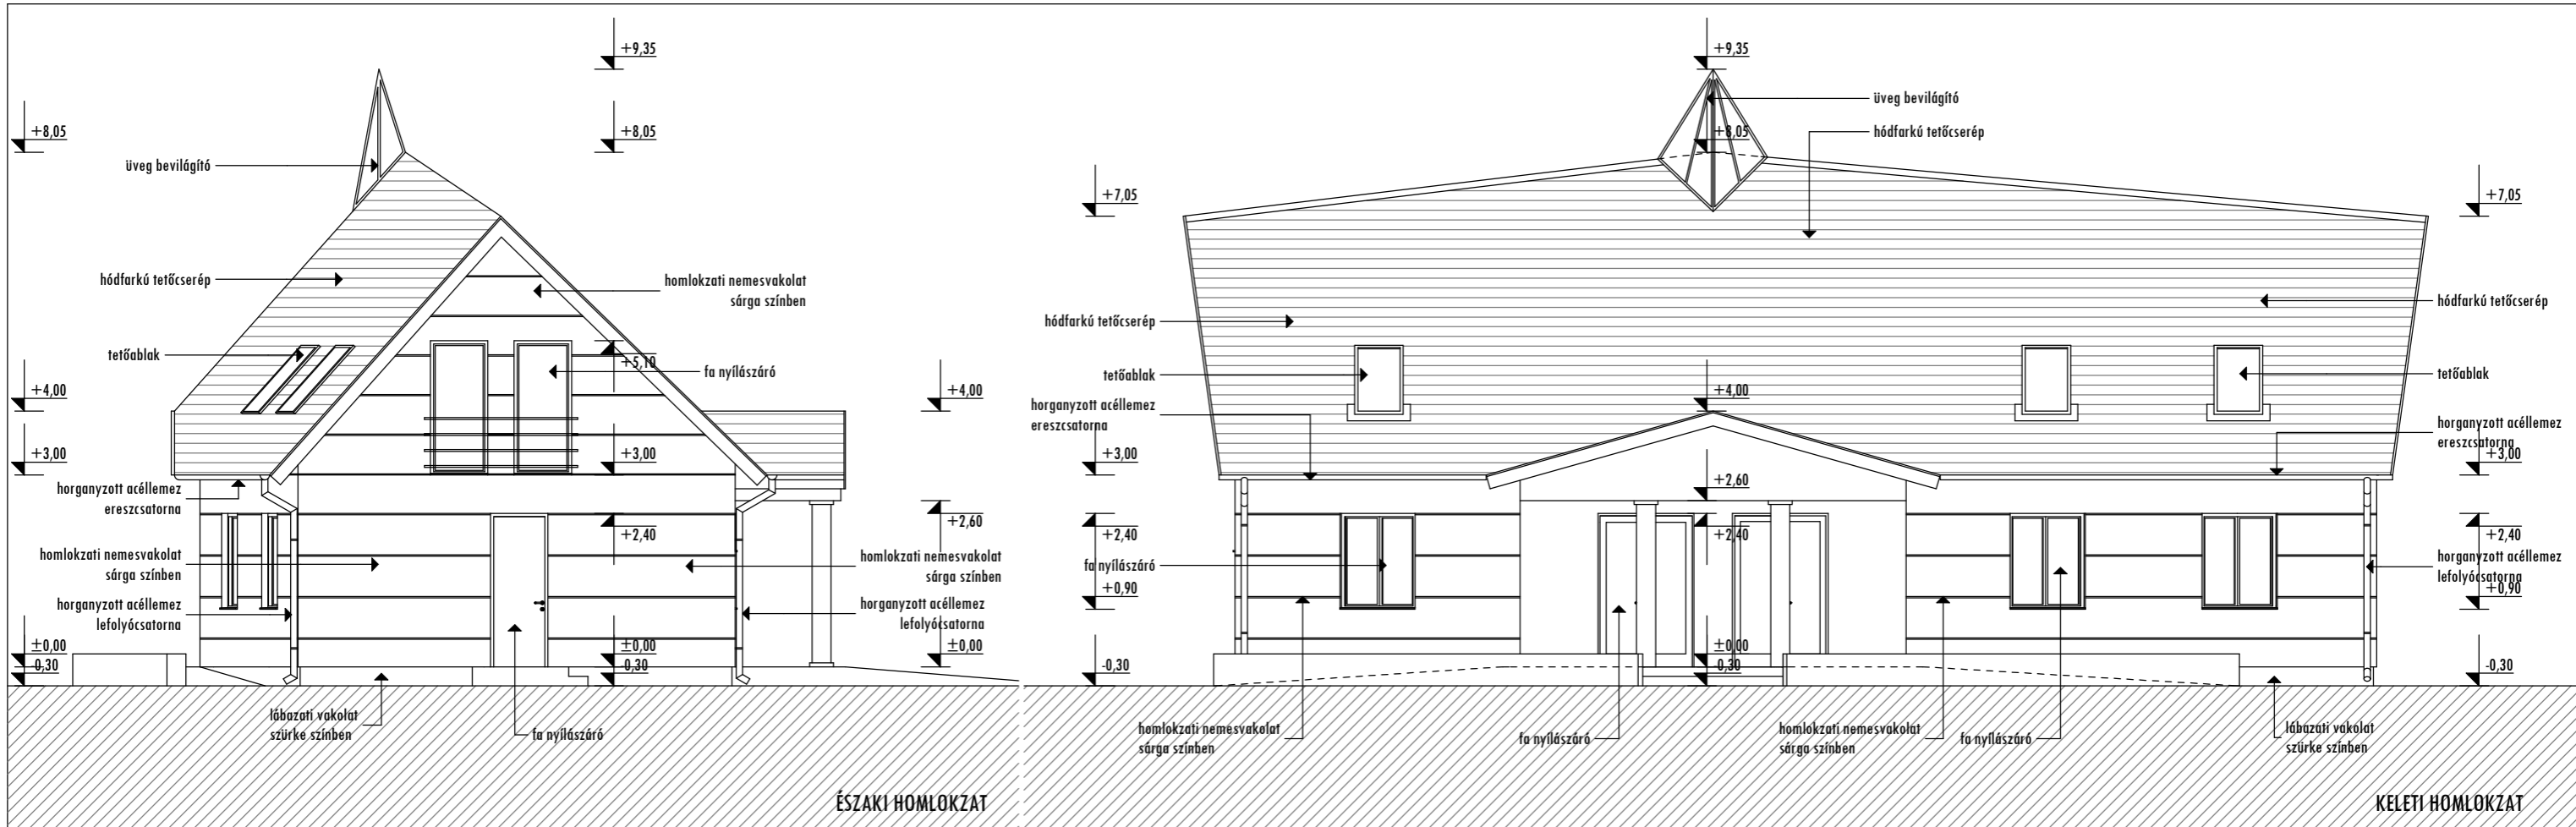 +9,35
+8,05
+8,05
üveg bevilágító
hódfarkú tetőcserép
homlokzati nemesvakolat
sárga színben
tetőablak
+5,10
fa nyílászáró
+4,00
+4,00
+3,00
+3,00
horganyzott acéllemez
ereszcsatorna
+2,60
+2,40
homlokzati nemesvakolat
sárga színben
homlokzati nemesvakolat
sárga színben
horganyzott acéllemez
lefolyócsatorna
horganyzott acéllemez
lefolyócsatorna
±0,00
-0,30
±0,00
-0,30
±0,00
lábazati vakolat
szürke színben
fa nyílászáró
ÉSZAKI HOMLOKZAT
+9,35
üveg bevilágító
+8,05
hódfarkú tetőcserép
+7,05
+7,05
hódfarkú tetőcserép
hódfarkú tetőcserép
tetőablak
tetőablak
+4,00
horganyzott acéllemez
ereszcsatorna
horganyzott acéllemez
ereszcsatorna
+3,00
+3,00
+2,60
+2,40
+2,40
+2,40
fa nyílászáró
horganyzott acéllemez
lefolyócsatorna
+0,90
+0,90
±0,00
-0,30
-0,30
-0,30
homlokzati nemesvakolat
sárga színben
fa nyílászáró
homlokzati nemesvakolat
sárga színben
fa nyílászáró
lábazati vakolat
szürke színben
KELETI HOMLOKZAT